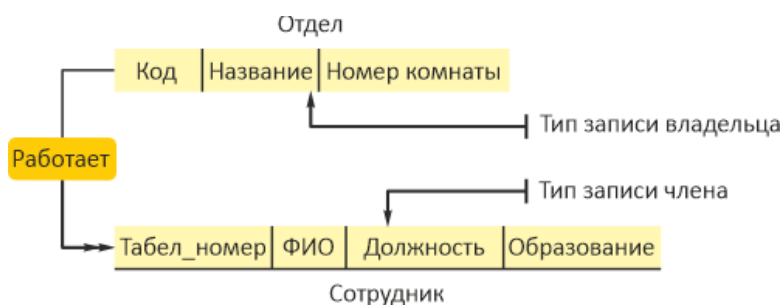 Отдел
Код Название Номер комнаты
Тип записи владельца
Работает
Тип записи члена
Табел_номер ФИО Должность Образование
Сотрудник